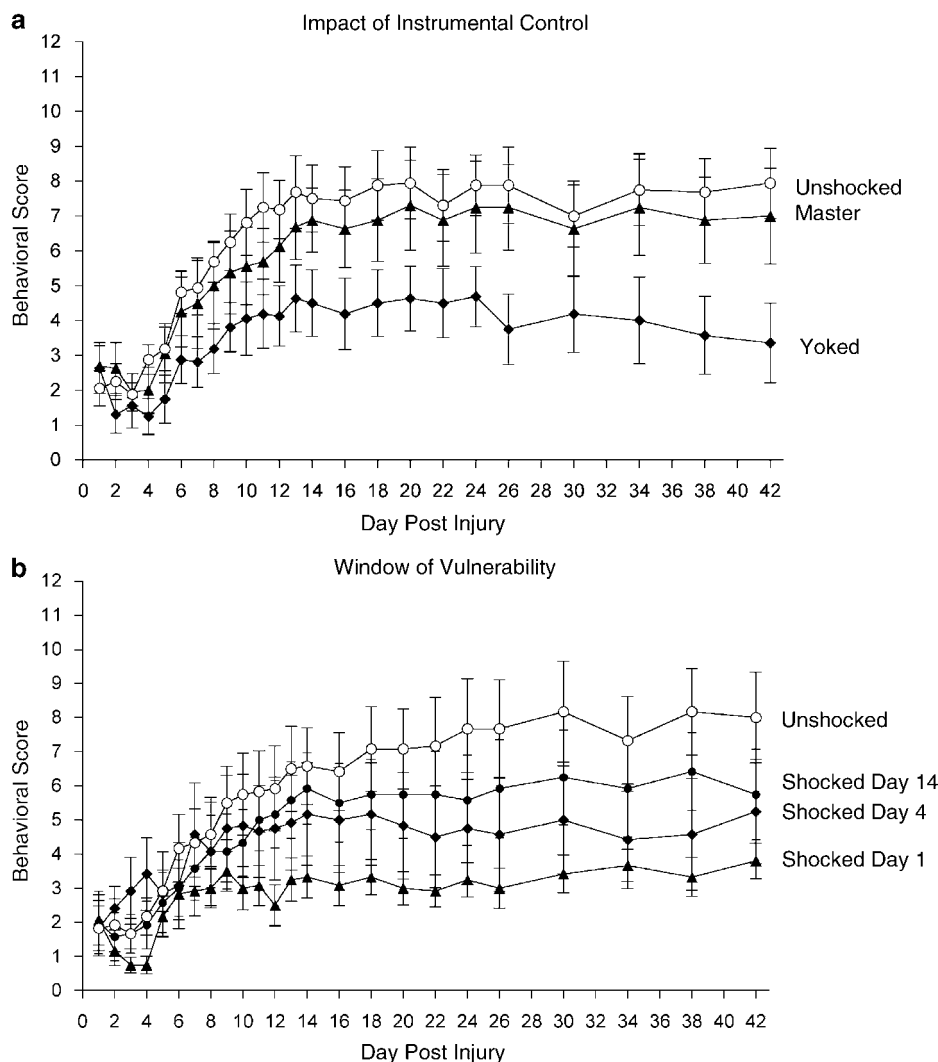 a
Impact of Instrumental Control
12
11
10
9
8
7
6
5
4
3
2
1
0
Behavioral Score
Unshocked
Master
Yoked
0 2 4 6 8 10 12 14 16 18 20 22 24 26 28 30 32 34 36 38 40 42
Day Post Injury
b
Window of Vulnerability
12
11
10
9
8
7
6
5
4
3
2
1
0
Behavioral Score
Unshocked
Shocked Day 14
Shocked Day 4
Shocked Day 1
0 2 4 6 8 10 12 14 16 18 20 22 24 26 28 30 32 34 36 38 40 42
Day Post Injury